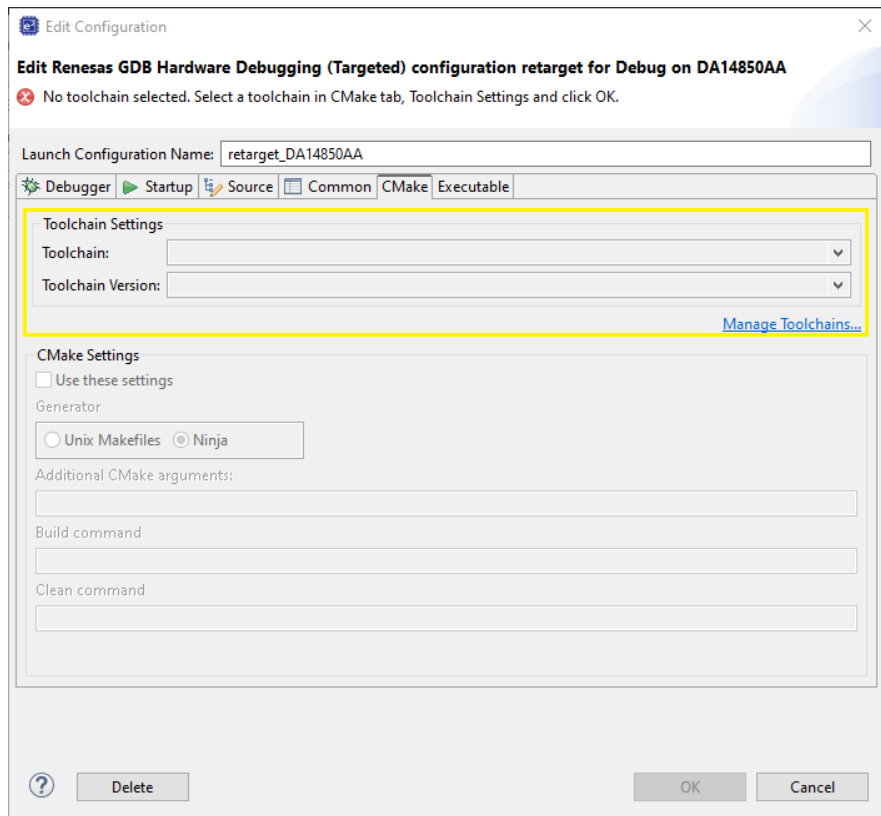 Edit Configuration
Edit Renesas GDB Hardware Debugging (Targeted) configuration retarget for Debug on DA14850AA
No toolchain selected. Select a toolchain in CMake tab, Toolchain Settings and click OK.
Launch Configuration Name: retarget_DA14850AA
Debugger Startup Source Common CMake Executable
Toolchain Settings
Toolchain:
Toolchain Version:
Manage Toolchains...
CMake Settings
Use these settings
Generator
Unix Makefiles Ninja
Additional CMake arguments:
Build command
Clean command
? Delete OK Cancel